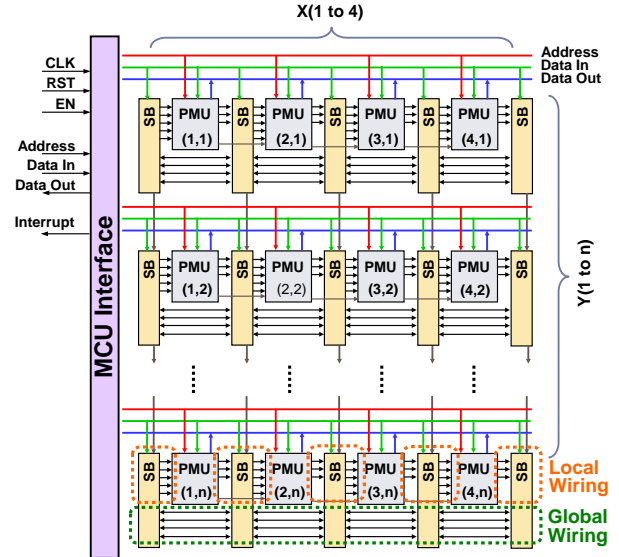 X(1 to 4)
Address
Data In
Data Out
CLK
RST
EN
Address
Data In
Data Out
Interrupt
MCU Interface
SB
PMU
(1,1)
SB
PMU
(2,1)
SB
PMU
(3,1)
SB
PMU
(4,1)
SB
Y(1 to n)
SB
PMU
(1,2)
SB
PMU
(2,2)
SB
PMU
(3,2)
SB
PMU
(4,2)
SB
SB
PMU
(1,n)
SB
PMU
(2,n)
SB
PMU
(3,n)
SB
PMU
(4,n)
SB
Local
Wiring
Global
Wiring